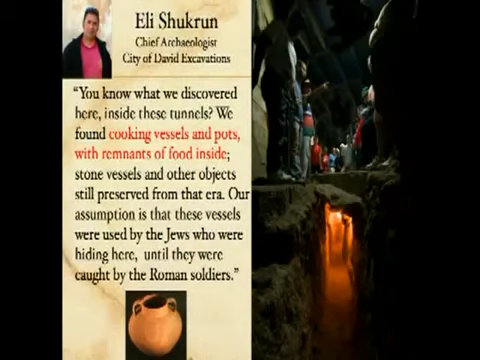 Eli Shukrun
Chief Archaeologist
City of David Excavations
“You know what we discovered
here, inside these tunnels? We
found cooking vessels and pots,
with remnants of food inside;
stone vessels and other objects
still preserved from that era. Our
assumption is that these vessels
were used by the Jews who were
hiding here, until they were
caught by the Roman soldiers.”